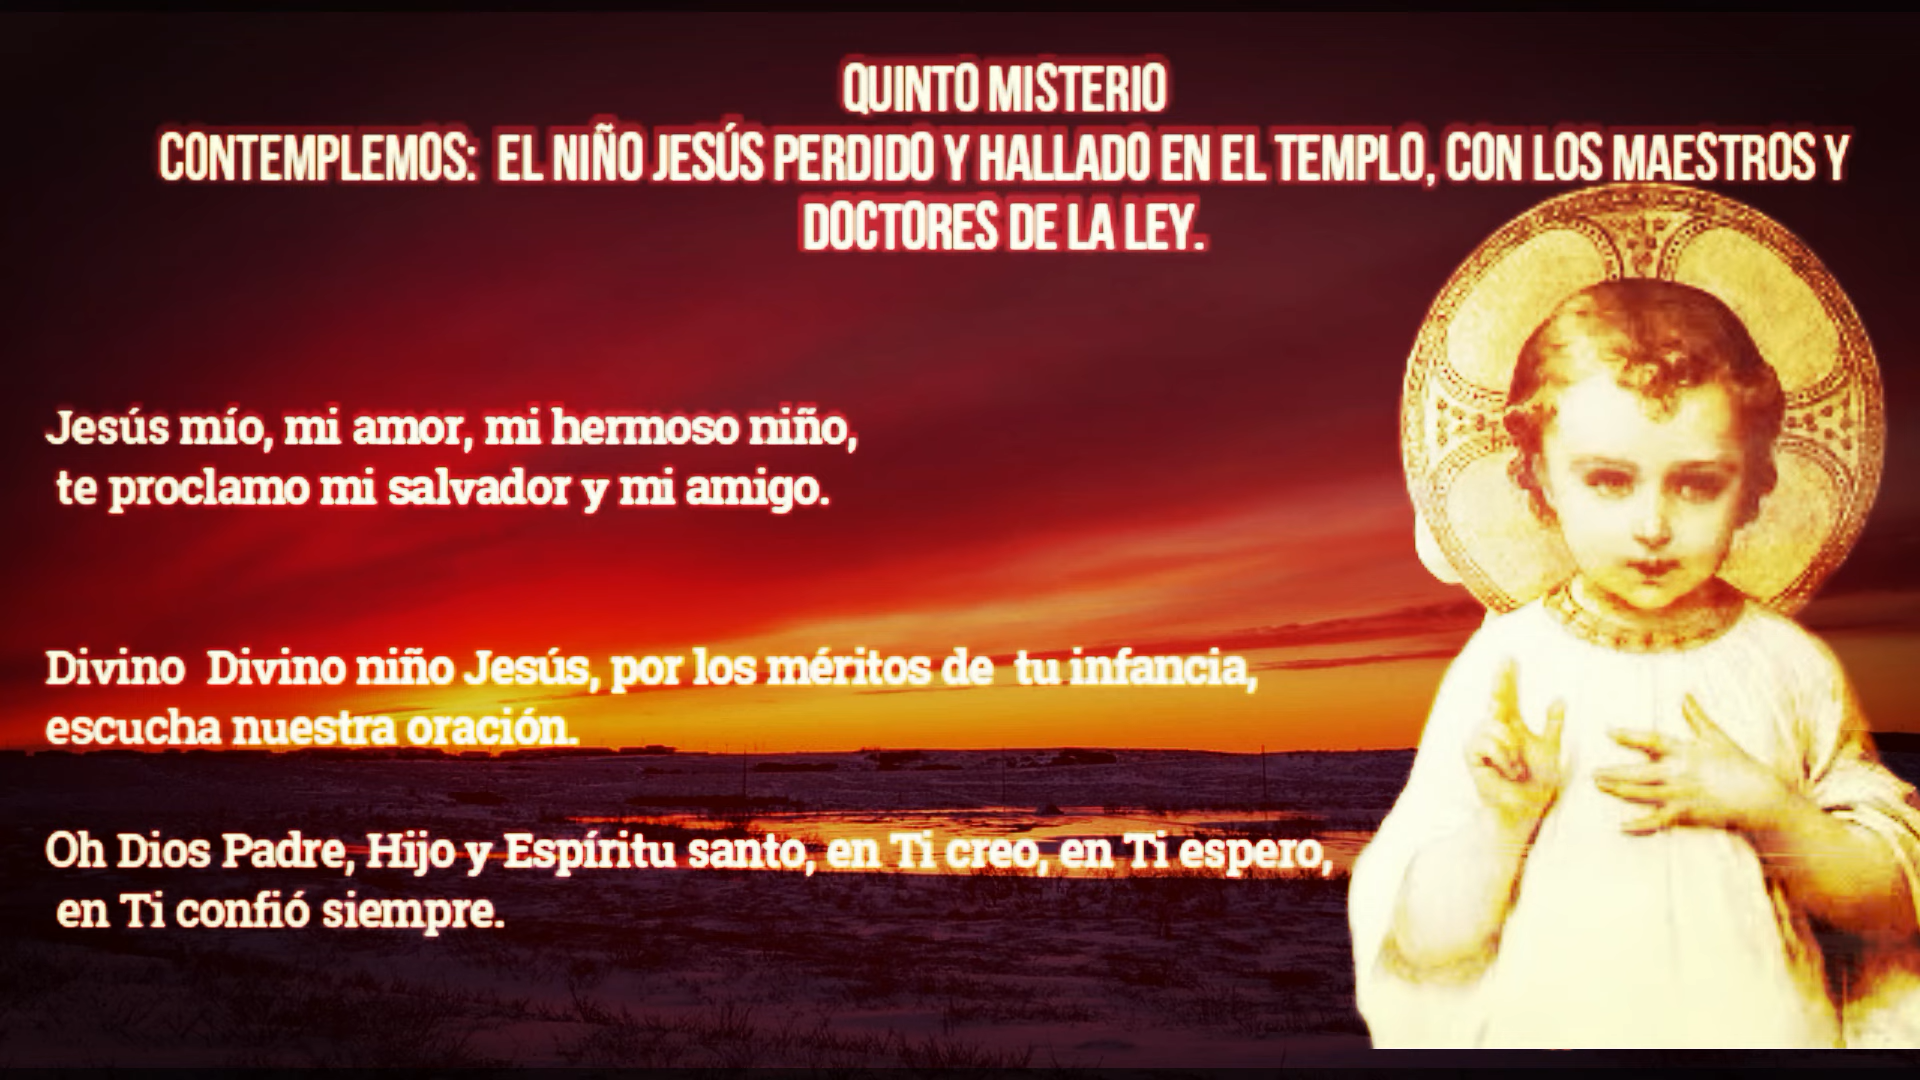 QUINTO MISTERIO
CONTEMPLEMOS: EL NIÑO JESÚS PERDIDO Y HALLADO EN EL TEMPLO, CON LOS MAESTROS Y
DOCTORES DE LA LEY.
Jesús mío, mi amor, mi hermoso niño,
te proclamo mi salvador y mi amigo.
Divino Divino niño Jesús, por los méritos de tu infancia,
escucha nuestra oración.
Oh Dios Padre, Hijo y Espíritu santo, en Ti creo, en Ti espero,
en Ti confió siempre.